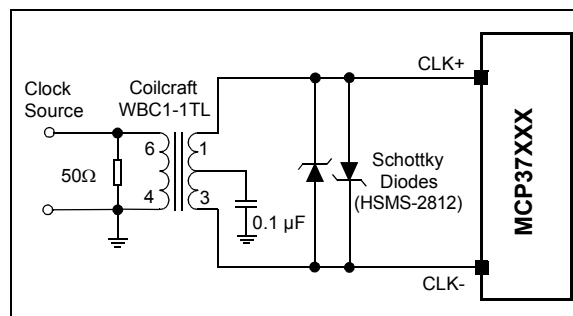 CLK+
Clock
Source
Coilcraft
WBC1-1TL
6
1
50Ω
4
3
0.1 µF
Schottky
Diodes
(HSMS-2812)
MCP37XXX
CLK-